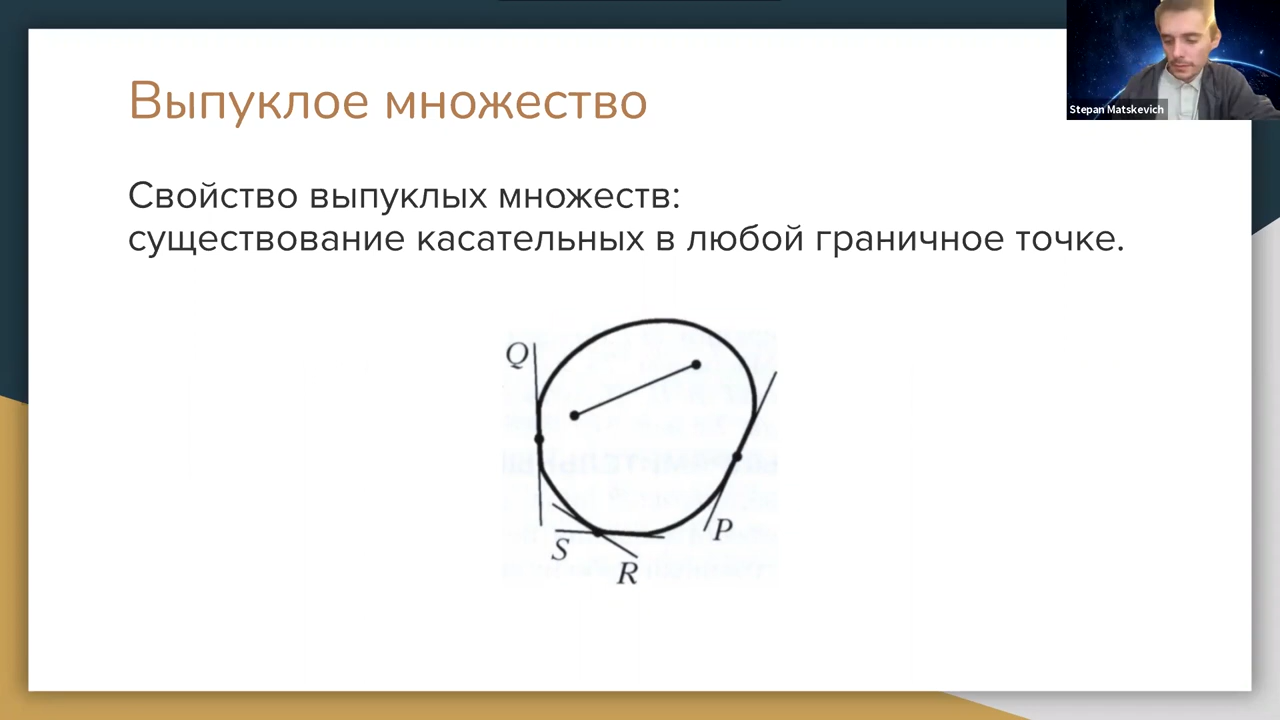 Выпуклое множество
Stepan Matskevich
Свойство выпуклых множеств:
существование касательных в любой граничное точке.
Q
P
S
R